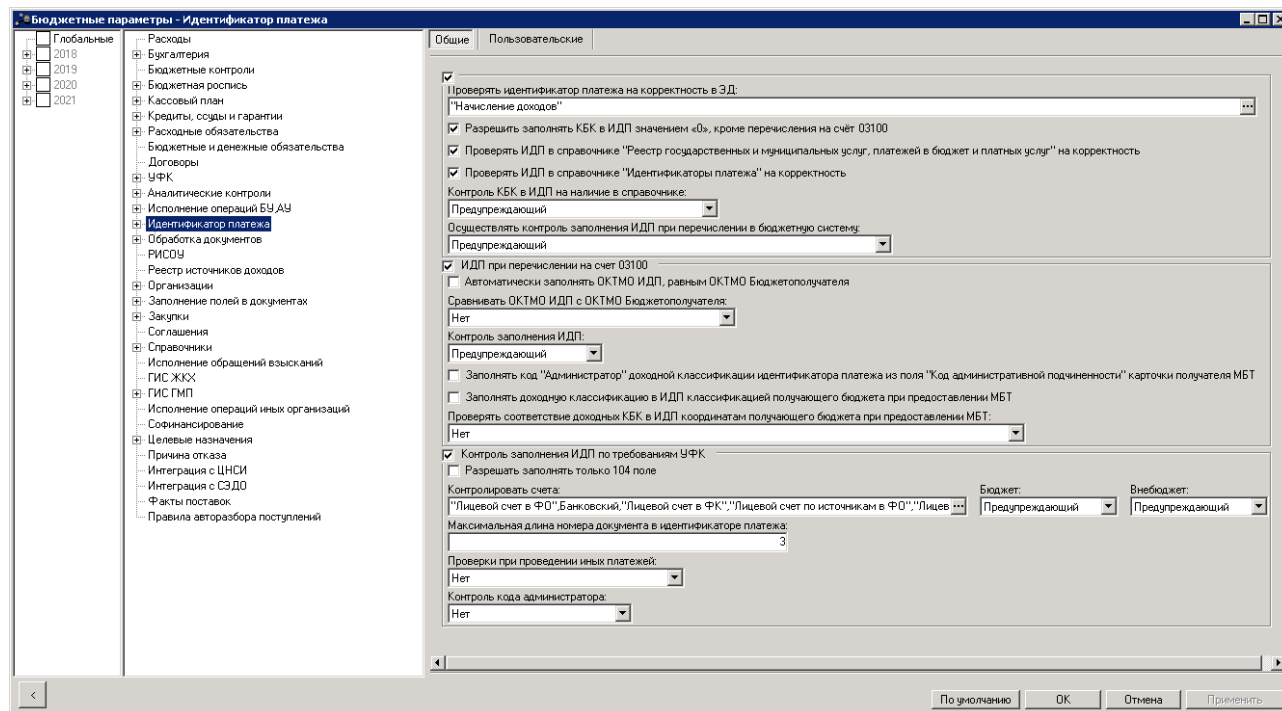 Бюджетные параметры - Идентификатор платежа
Глобальные
2018
2019
2020
2021
Расходы
Бухгалтерия
Бюджетные контроли
Бюджетная роспись
Кассовый план
Кредиты, ссуды и гарантии
Расходные обязательства
Бюджетные и денежные обязательства
Договоры
УФК
Аналитические контроли
Исполнение операций БУ,АУ
Идентификатор платежа
Обработка документов
РИСОУ
Реестр источников доходов
Организации
Заполнение полей в документах
Закупки
Соглашения
Справочники
Исполнение обращений взысканий
ГИС ЖКХ
ГИС ГМП
Исполнение операций иных организаций
Софинансирование
Целевые назначения
Причина отказа
Интеграция с ЦНСИ
Интеграция с СЭДО
Факты поставок
Правила авторазбора поступлений
Общие Пользовательские
Проверять идентификатор платежа на корректность в ЭД:
"Начисление доходов" ...
Разрешить заполнять КБК в ИДП значением «0», кроме перечисления на счёт 03100
Проверять ИДП в справочнике "Реестр государственных и муниципальных услуг, платежей в бюджет и платных услуг" на корректность
Проверять ИДП в справочнике "Идентификаторы платежа" на корректность
Контроль КБК в ИДП на наличие в справочнике:
Предупреждающий
Осуществлять контроль заполнения ИДП при перечислении в бюджетную систему:
Предупреждающий
ИДП при перечислении на счет 03100
Автоматически заполнять ОКТМО ИДП, равным ОКТМО Бюджетополучателя
Сравнивать ОКТМО ИДП с ОКТМО Бюджетополучателя:
Нет
Контроль заполнения ИДП:
Предупреждающий
Заполнять код "Администратор" доходной классификации идентификатора платежа из поля "Код административной подчиненности" карточки получателя МБТ
Заполнять доходную классификацию в ИДП классификацией получающего бюджета при предоставлении МБТ
Проверять соответствие доходных КБК в ИДП координатам получающего бюджета при предоставлении МБТ:
Нет
Контроль заполнения ИДП по требованиям УФК
Разрешать заполнять только 104 поле
Контролировать счета: Бюджет: Внебюджет:
"Лицевой счет в ФО",Банковский,"Лицевой счет в ФК","Лицевой счет по источникам в ФО","Лицев ... Предупреждающий Предупреждающий
Максимальная длина номера документа в идентификаторе платежа:
3
Проверки при проведении иных платежей:
Нет
Контроль кода администратора:
Нет
< По умолчанию OK Отмена Применить